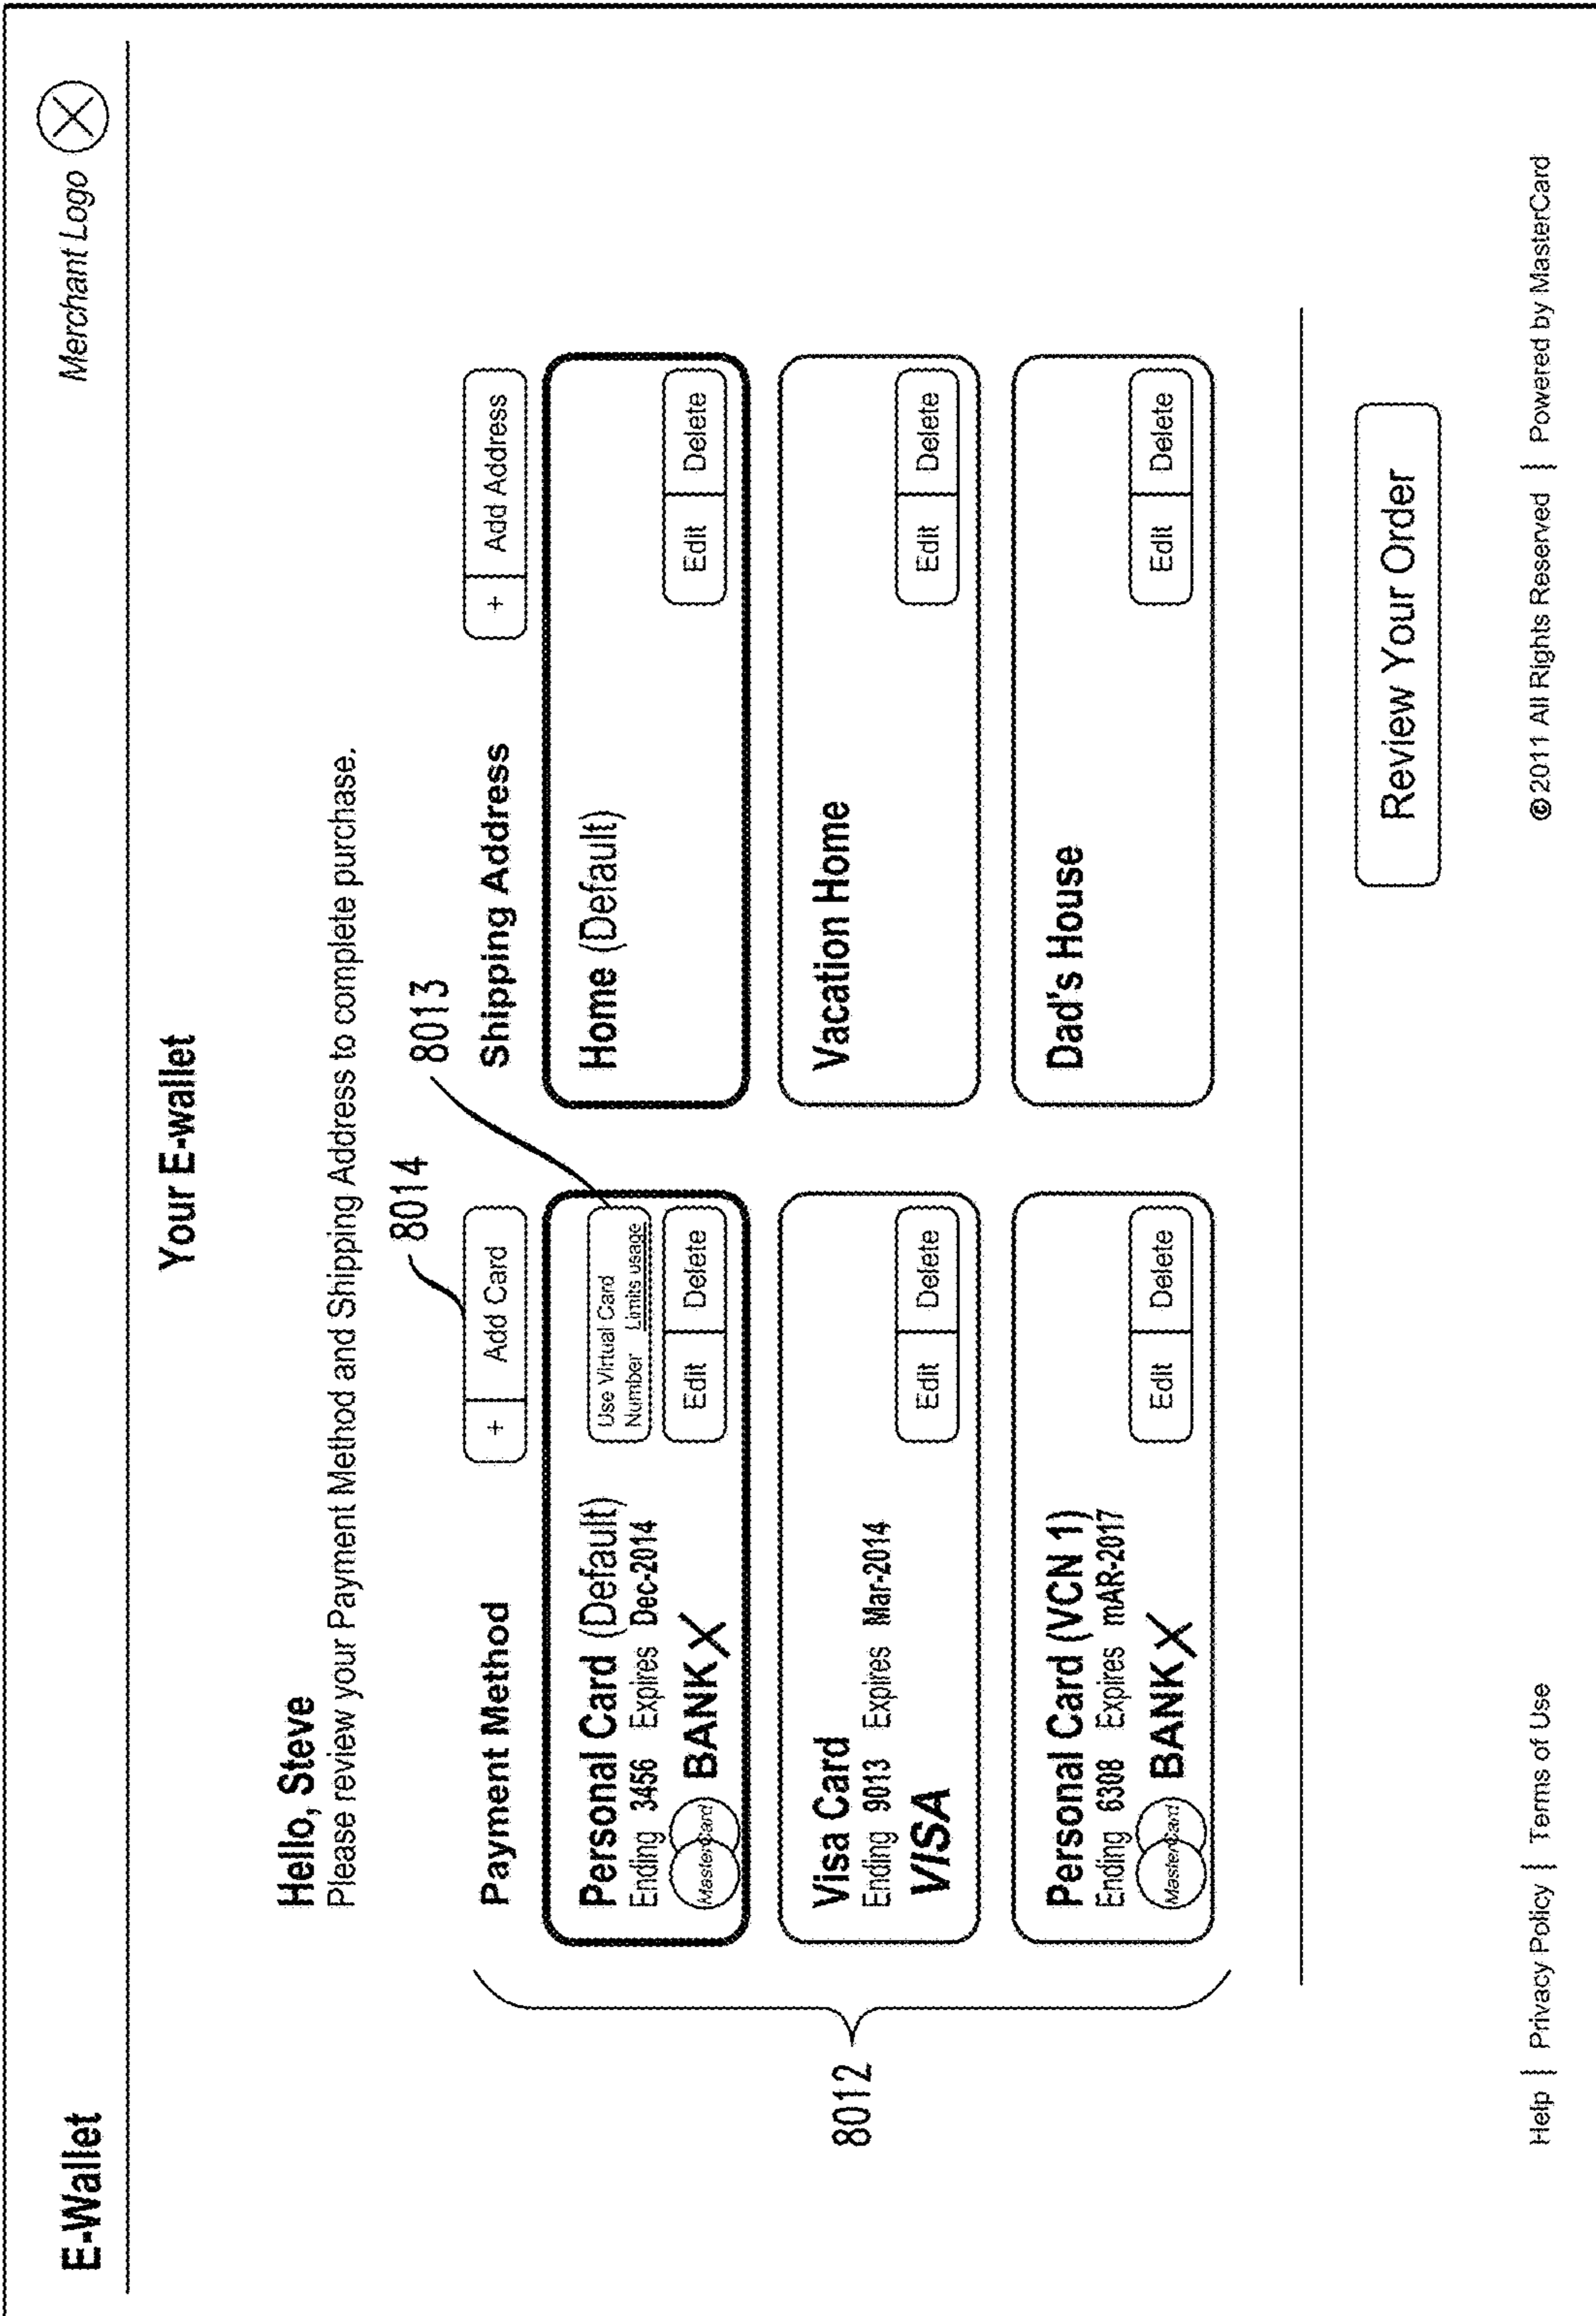 E-Wallet
Merchant Logo
Your E-wallet
Hello, Steve
Please review your Payment Method and Shipping Address to complete purchase.
8014
8013
Payment Method
+ Add Card
Shipping Address
+ Add Address
Personal Card (Default)
Ending 3456 Expires Dec-2014
MasterCard BANK X
Use Virtual Card
Number Limits usage
Edit Delete
Home (Default)
Edit Delete
8012
Visa Card
Ending 9013 Expires Mar-2014
VISA
Edit Delete
Vacation Home
Edit Delete
Personal Card (VCN 1)
Ending 6308 Expires mAR-2017
MasterCard BANK X
Edit Delete
Dad's House
Edit Delete
Review Your Order
Help | Privacy Policy | Terms of Use
©2011 All Rights Reserved | Powered by MasterCard